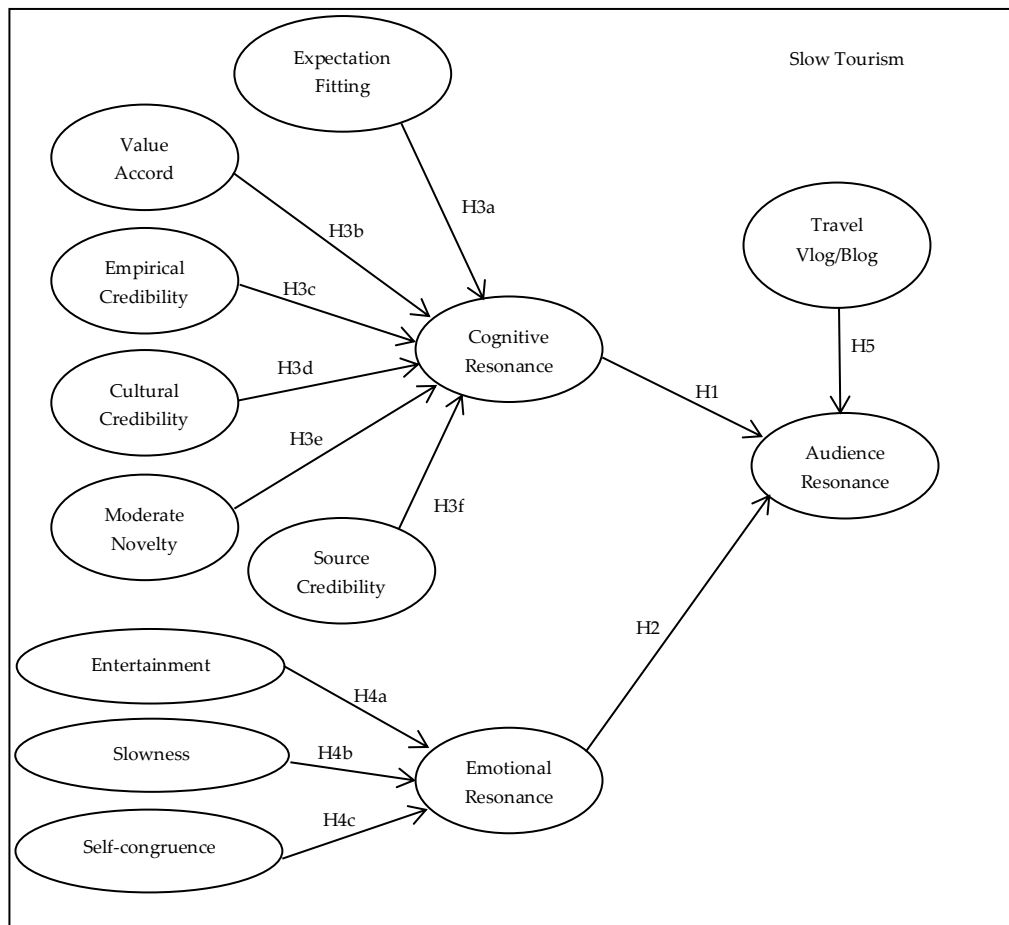 Expectation
Fitting
Slow Tourism
Value
Accord
H3a
Travel
Vlog/Blog
H3b
Empirical
Credibility
H3c
Cognitive
Resonance
H5
H3d
Cultural
Credibility
H1
H3e
Audience
Resonance
Moderate
Novelty
H3f
Source
Credibility
H2
Entertainment
H4a
Slowness
H4b
Emotional
Resonance
H4c
Self-congruence